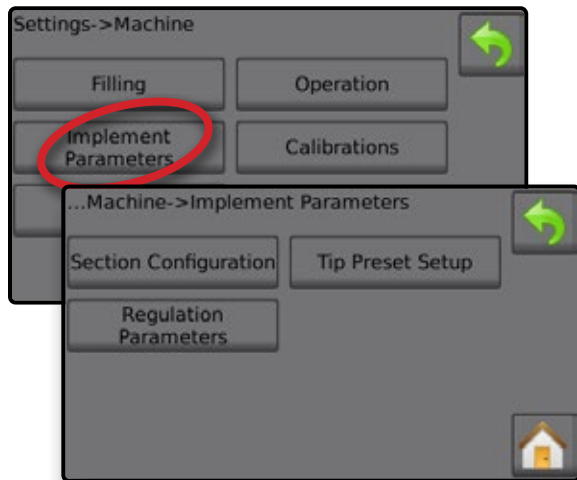 Settings->Machine
Filling
Operation
Implement
Parameters
Calibrations
...Machine->Implement Parameters
Section Configuration
Tip Preset Setup
Regulation
Parameters